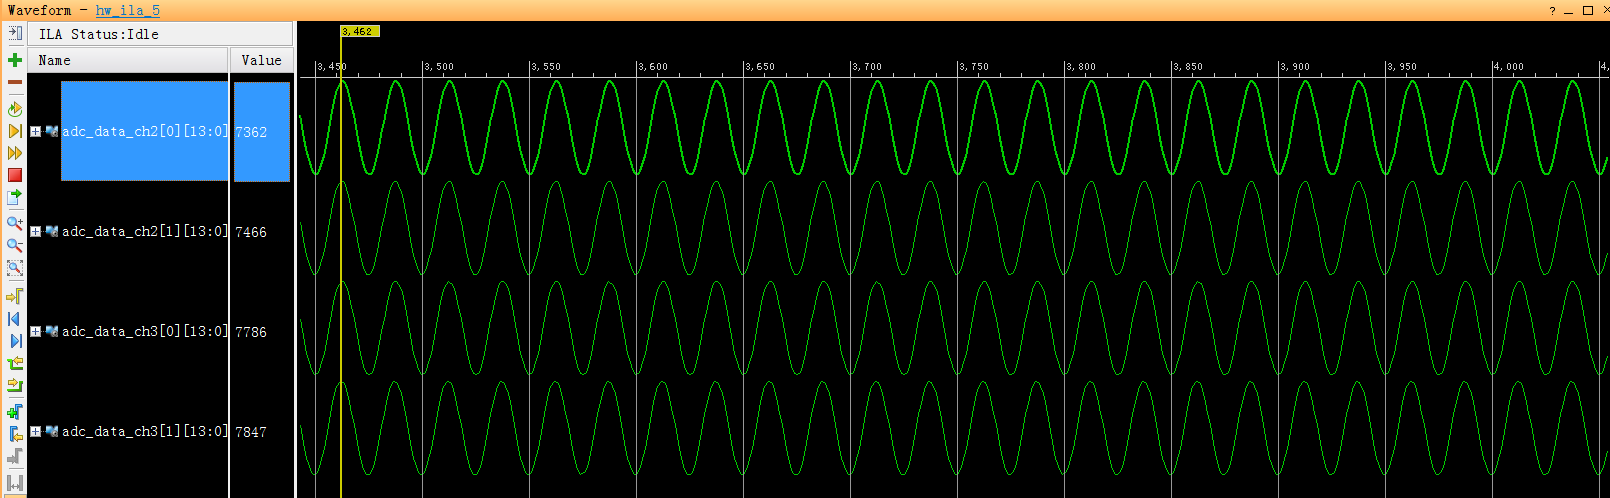 Waveform - hw_ila_5
?
ILA Status:Idle
3,462
Name Value
3,450 3,500 3,550 3,600 3,650 3,700 3,750 3,800 3,850 3,900 3,950 4,000 4,
adc_data_ch2[0][13:0] 7362
adc_data_ch2[1][13:0] 7466
adc_data_ch3[0][13:0] 7786
adc_data_ch3[1][13:0] 7847